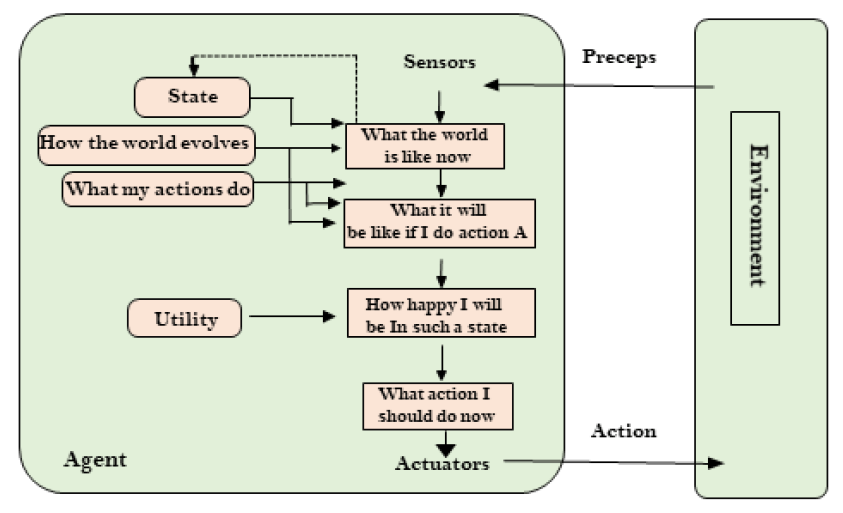 Sensors
Preceps
State
What the world
is like now
How the world evolves
What my actions do
What it will
be like if I do action A
Environment
How happy I will
be In such a state
Utility
What action I
should do now
Action
Agent
Actuators